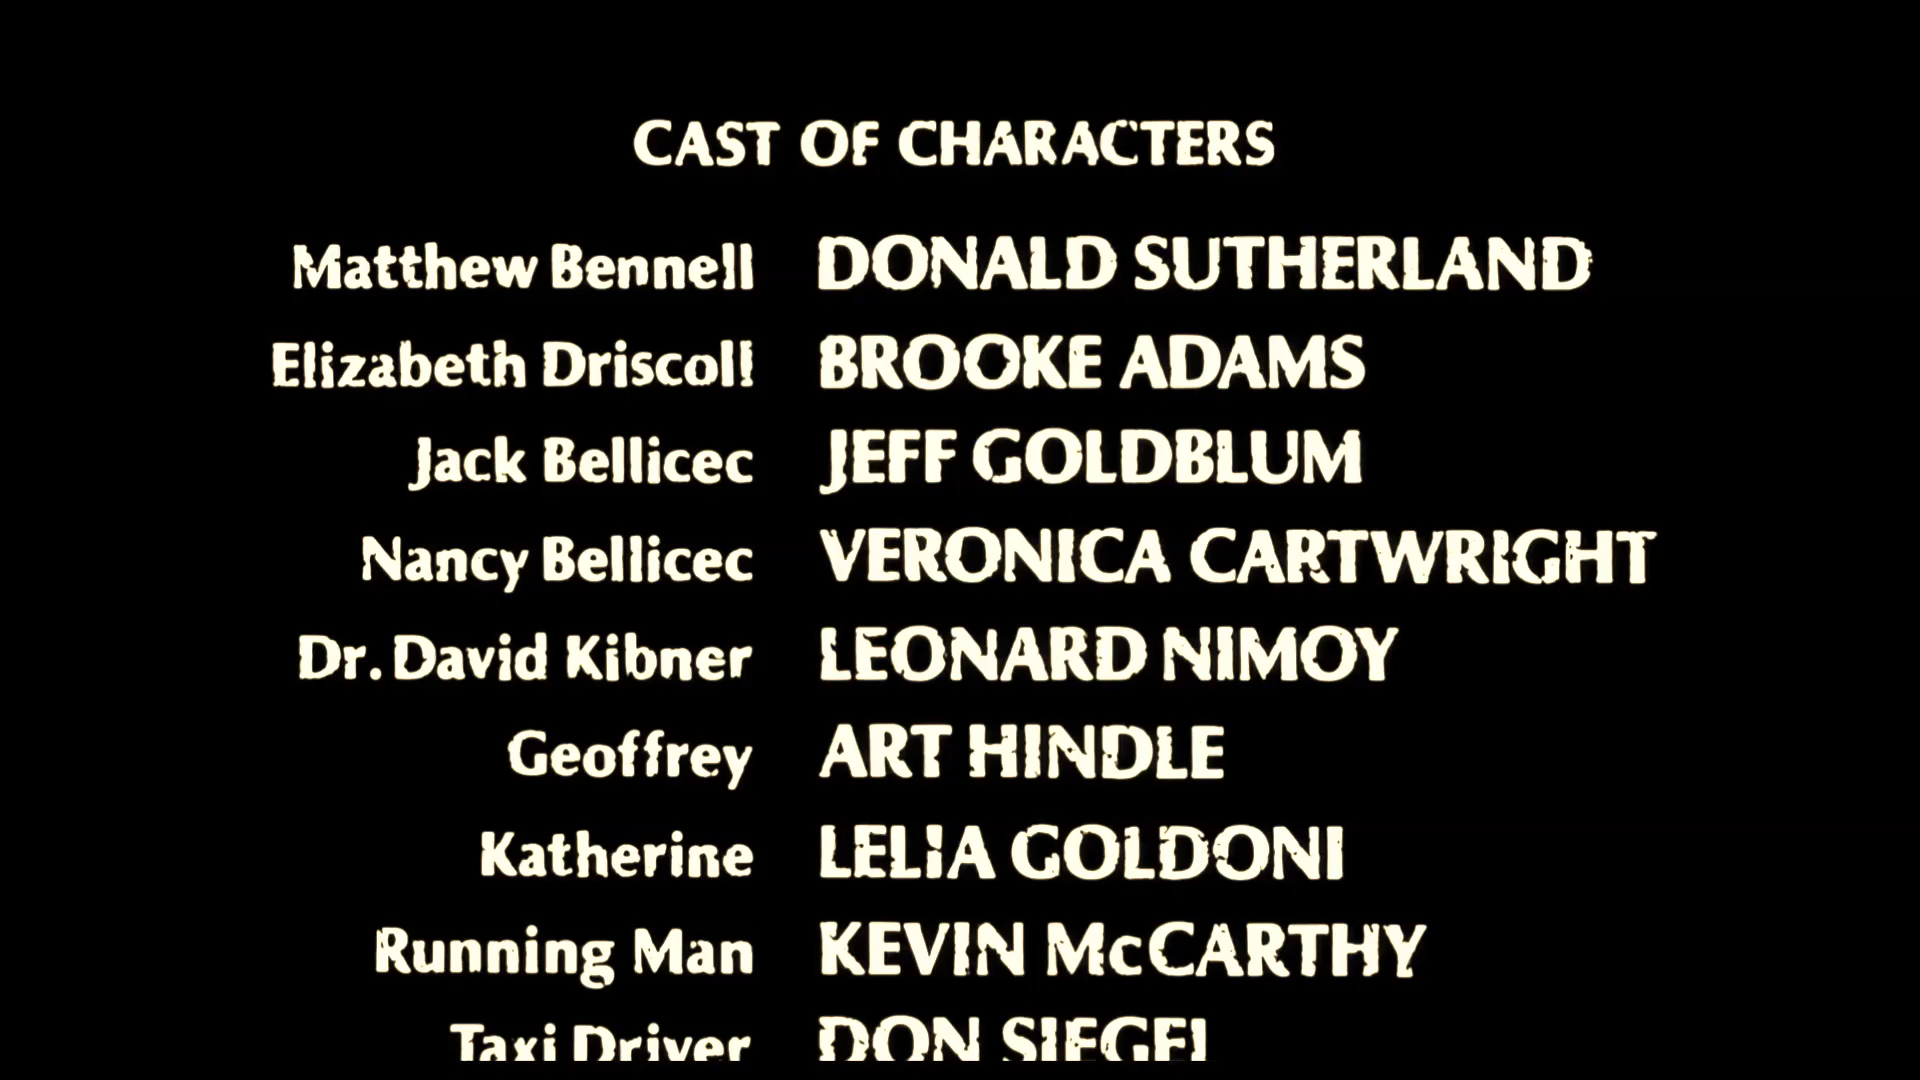 CAST OF CHARACTERS
Matthew Bennell DONALD SUTHERLAND
Elizabeth Driscoll BROOKE ADAMS
Jack Bellicec JEFF GOLDBLUM
Nancy Bellicec VERONICA CARTWRIGHT
Dr. David Kibner LEONARD NIMOY
Geoffrey ART HINDLE
Katherine LELIA GOLDONI
Running Man KEVIN McCARTHY
Taxi Driver DON SIEGEL